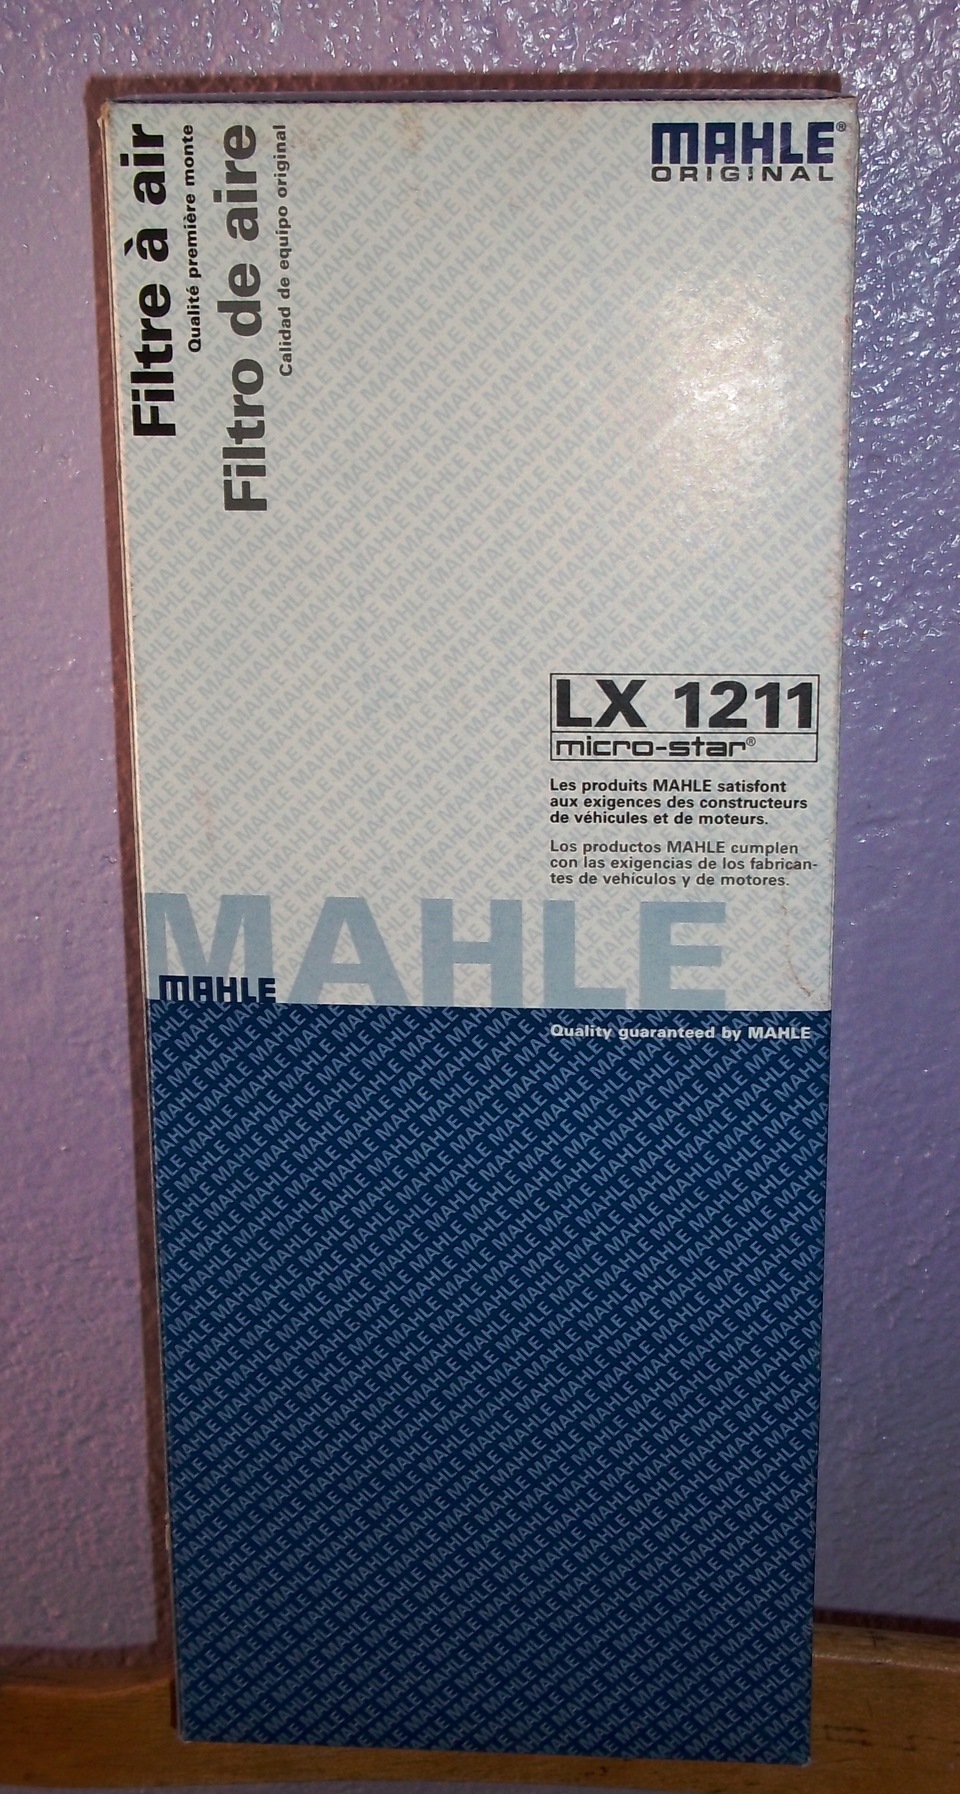 Filtre à air
Qualité première monte
Filtro de aire
Calidad de equipo original
MAHLE®
ORIGINAL
LX 1211
micro-star®
Les produits MAHLE satisfont
aux exigences des constructeurs
de véhicules et de moteurs.
Los productos MAHLE cumplen
con las exigencias de los fabrican-
tes de vehículos y de motores.
MAHLE
MAHLE
Quality guaranteed by MAHLE